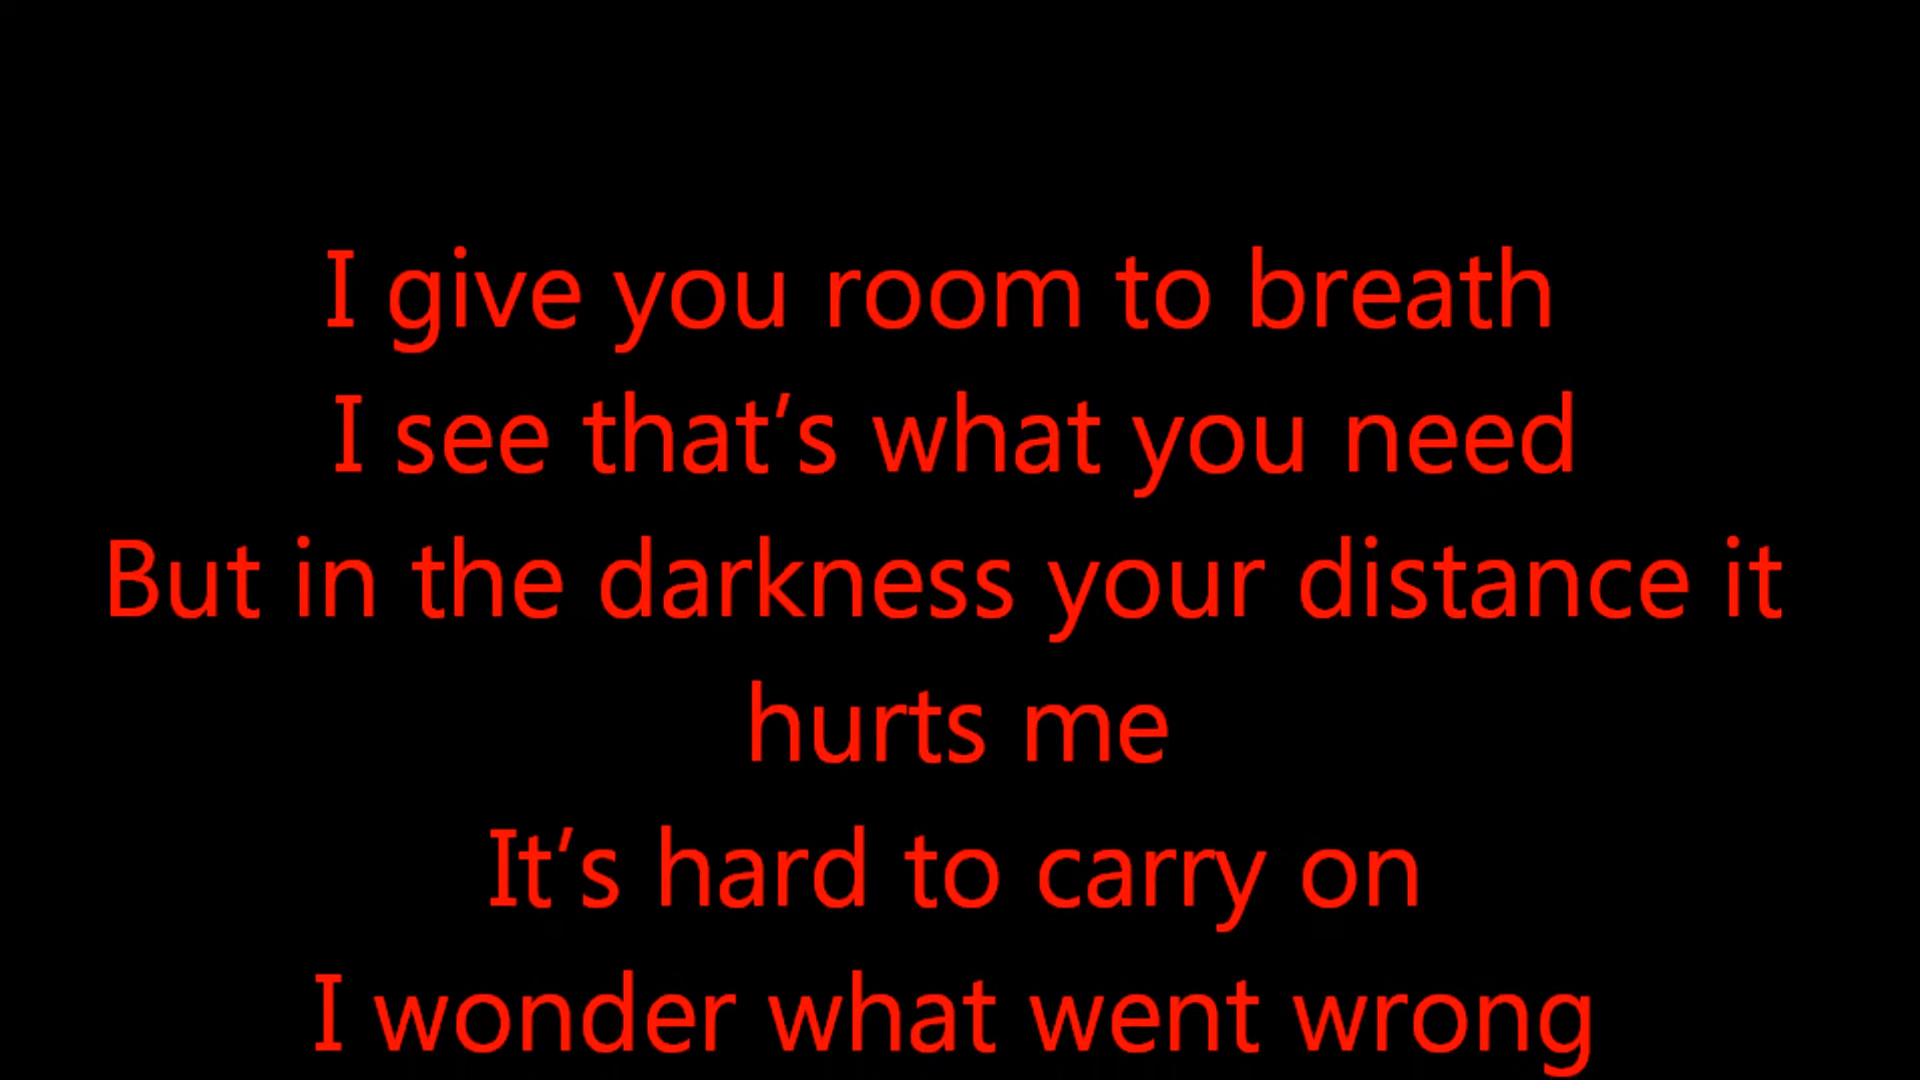 I give you room to breath
I see that’s what you need
But in the darkness your distance it
hurts me
It’s hard to carry on
I wonder what went wrong